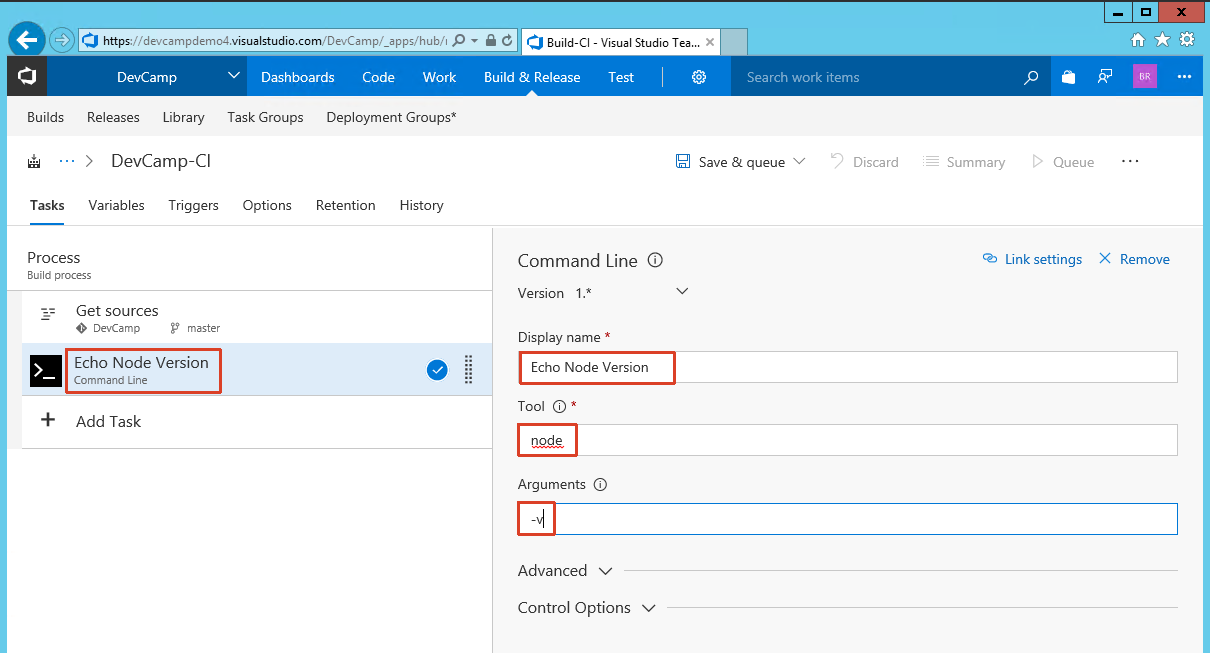 https://devcampdemo4.visualstudio.com/DevCamp/_apps/hub/
Build-CI - Visual Studio Tea...
DevCamp
Dashboards Code Work Build & Release Test
Search work items
BR
Builds Releases Library Task Groups Deployment Groups*
DevCamp-CI
Save & queue Discard Summary Queue
Tasks Variables Triggers Options Retention History
Process
Build process
Get sources
DevCamp master
Echo Node Version
Command Line
Add Task
Command Line
Link settings Remove
Version 1.*
Display name *
Echo Node Version
Tool *
node
Arguments
-v
Advanced
Control Options